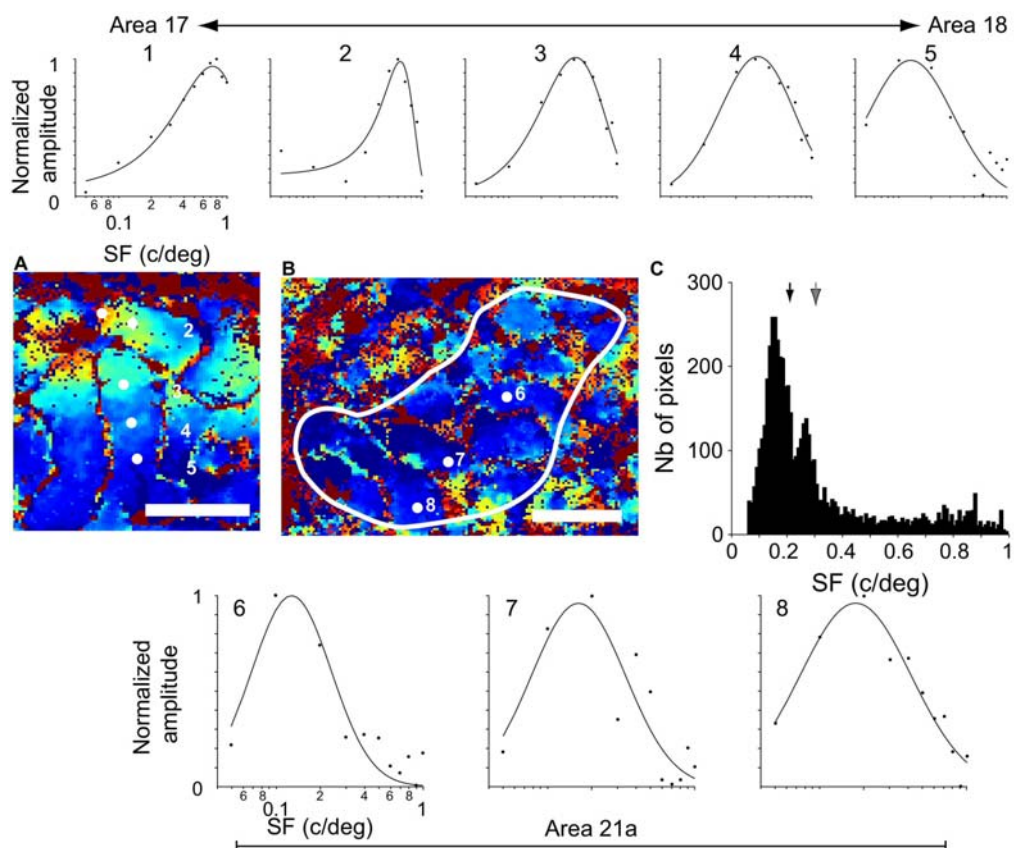 Area 17 Area 18
1 2 3 4 5
Normalized
amplitude
1
0
6 8 2 4 6 8
0.1 1
SF (c/deg)
A B C
2
3
4
5
6
7
8
Nb of pixels
300
200
100
0
0 0.2 0.4 0.6 0.8 1
SF (c/deg)
6 7 8
Normalized
amplitude
1
0
6 8 2 4 6 8
0.1 1
SF (c/deg)
Area 21a